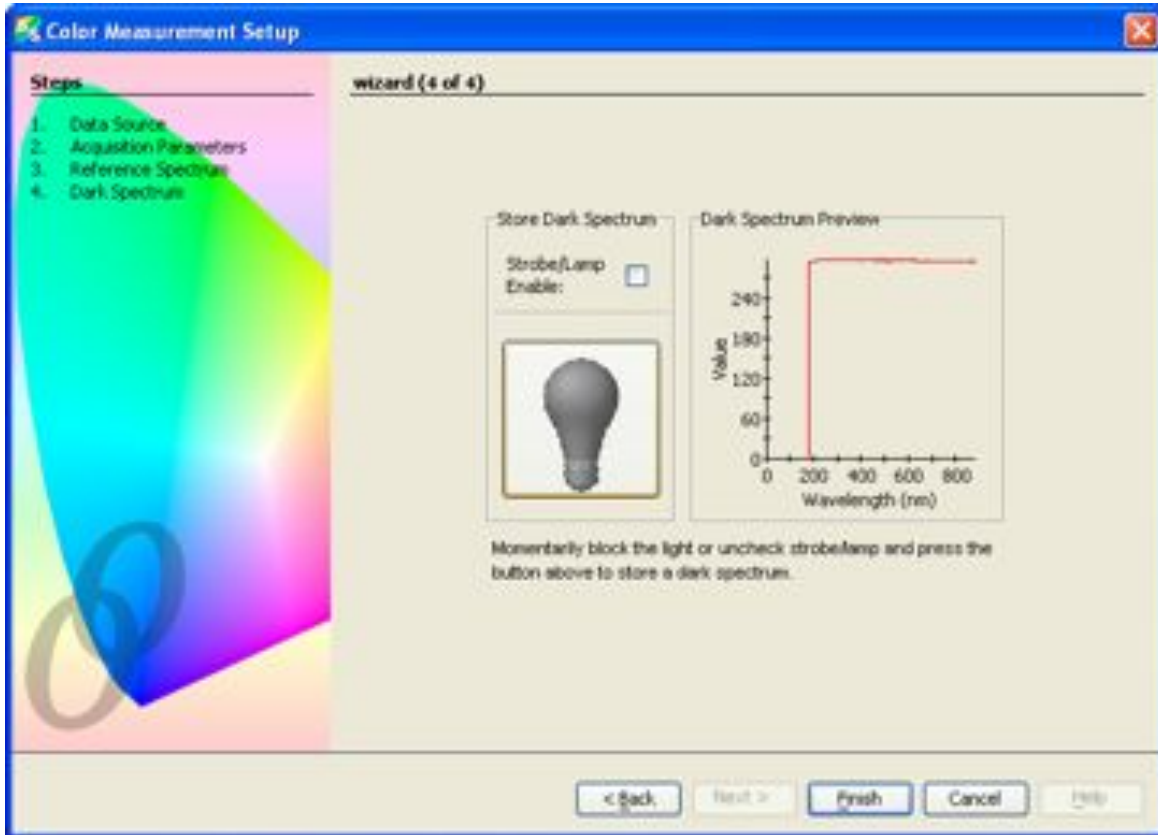 Color Measurement Setup
Steps
1. Data Source
2. Acquisition Parameters
3. Reference Spectrum
4. Dark Spectrum
wizard (4 of 4)
Store Dark Spectrum
Strobe/Lamp
Enable:
Dark Spectrum Preview
240
180
120
60
0
Value
0 200 400 600 800
Wavelength (nm)
Momentarily block the light or uncheck strobe/lamp and press the
button above to store a dark spectrum.
< Back Next > Finish Cancel Help